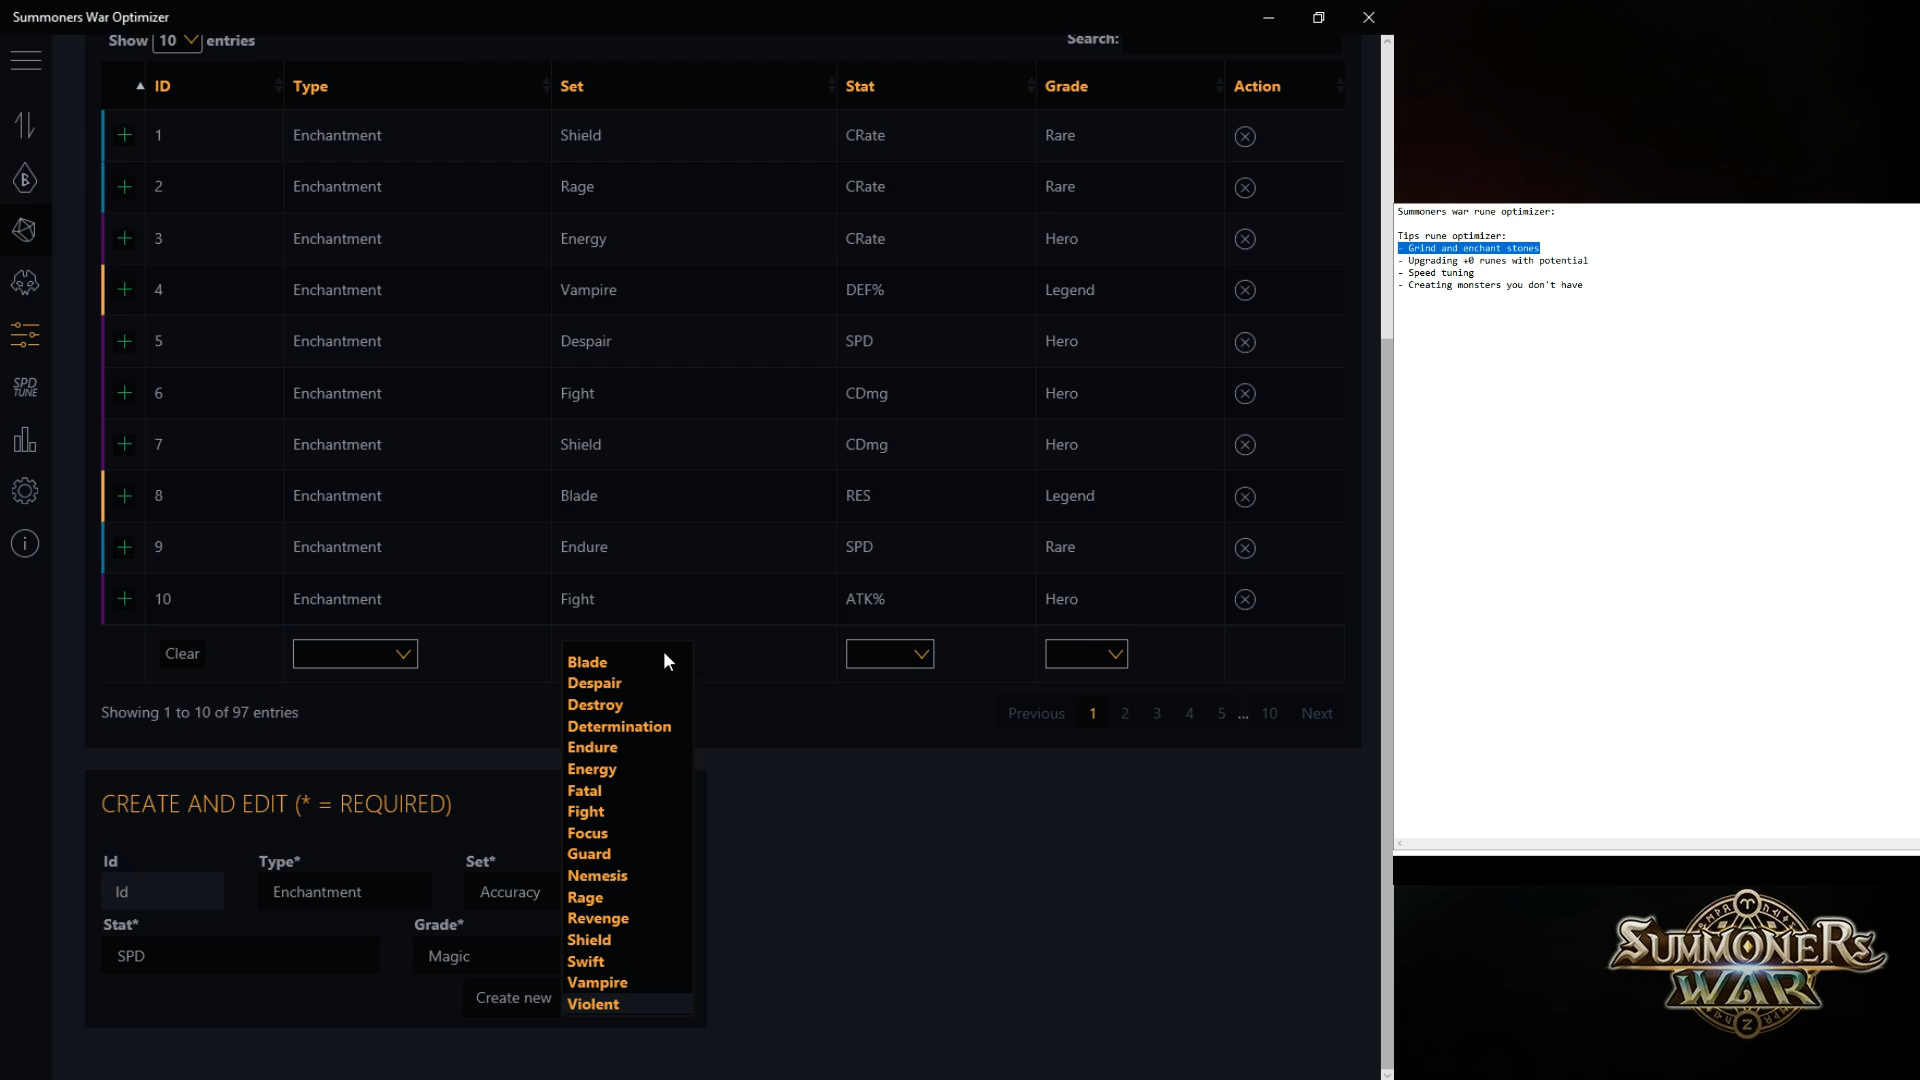 Summoners War Optimizer
Show 10 entries
Search:
ID Type Set Stat Grade Action
1 Enchantment Shield CRate Rare
2 Enchantment Rage CRate Rare
3 Enchantment Energy CRate Hero
4 Enchantment Vampire DEF% Legend
5 Enchantment Despair SPD Hero
6 Enchantment Fight CDmg Hero
7 Enchantment Shield CDmg Hero
8 Enchantment Blade RES Legend
9 Enchantment Endure SPD Rare
10 Enchantment Fight ATK% Hero
Clear
Blade
Despair
Destroy
Determination
Endure
Energy
Fatal
Fight
Focus
Guard
Nemesis
Rage
Revenge
Shield
Swift
Vampire
Violent
Showing 1 to 10 of 97 entries
Previous 1 2 3 4 5 ... 10 Next
CREATE AND EDIT (* = REQUIRED)
Id Type* Set*
Id Enchantment Accuracy
Stat* Grade*
SPD Magic
Create new
SPD
TUNE
Summoners war rune optimizer:
Tips rune optimizer:
- Grind and enchant stones
- Upgrading +0 runes with potential
- Speed tuning
- Creating monsters you don't have
SUMMONERS
WAR